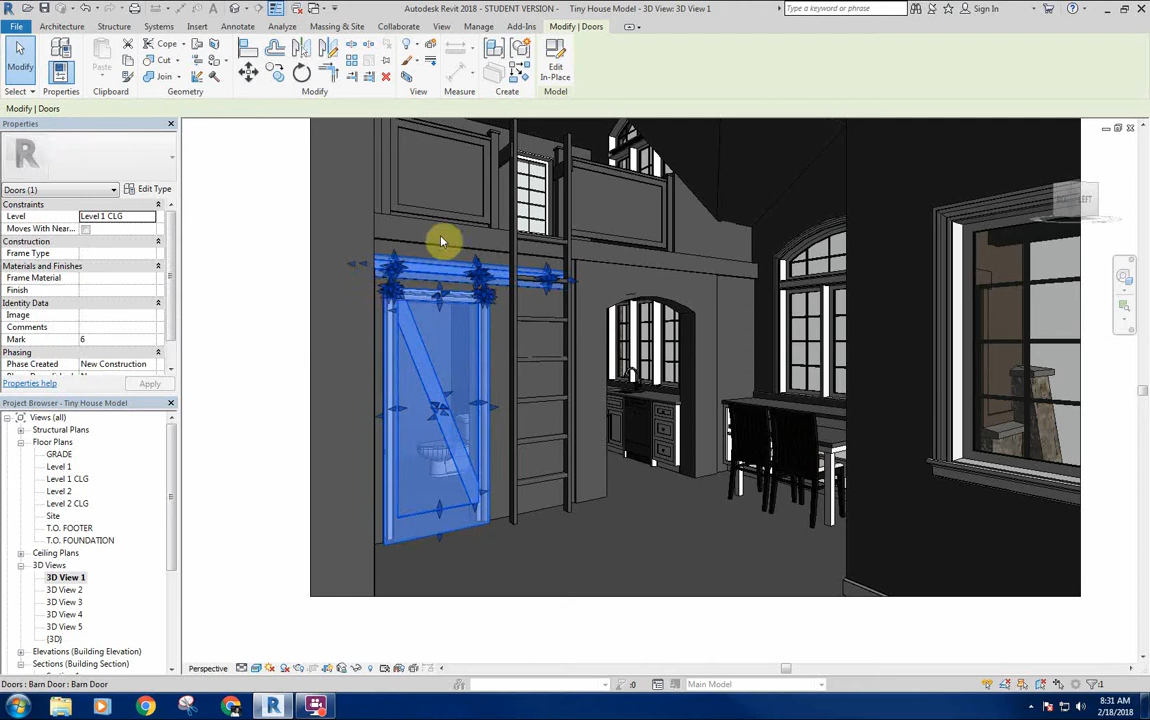 Autodesk Revit 2018 - STUDENT VERSION - Tiny House Model - 3D View: 3D View 1
Type a keyword or phrase
Sign In
File Architecture Structure Systems Insert Annotate Analyze Massing & Site Collaborate View Manage Add-Ins Modify | Doors
Modify
Paste
Cope
Cut
Join
Edit
In-Place
Select Properties Clipboard Geometry Modify View Measure Create Model
Modify | Doors
Properties
Doors (1)
Edit Type
Constraints
Level Level 1 CLG
Moves With Near...
Construction
Frame Type
Materials and Finishes
Frame Material
Finish
Identity Data
Image
Comments
Mark 6
Phasing
Phase Created New Construction
Properties help
Apply
Project Browser - Tiny House Model
Views (all)
Structural Plans
Floor Plans
GRADE
Level 1
Level 1 CLG
Level 2
Level 2 CLG
Site
T.O. FOOTER
T.O. FOUNDATION
Ceiling Plans
3D Views
3D View 1
3D View 2
3D View 3
3D View 4
3D View 5
{3D}
Elevations (Building Elevation)
Sections (Building Section)
LEFT
Perspective
Doors : Barn Door : Barn Door
:0
Main Model
:1
8:31 AM
2/18/2018